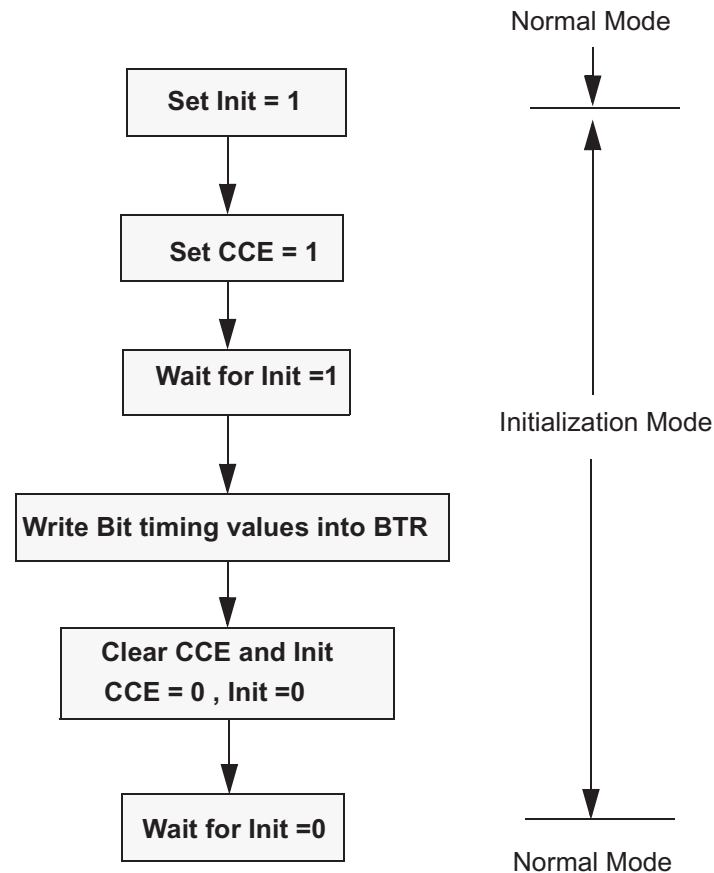 Normal Mode
Set Init = 1
Set CCE = 1
Wait for Init =1
Initialization Mode
Write Bit timing values into BTR
Clear CCE and Init
CCE = 0 , Init =0
Wait for Init =0
Normal Mode